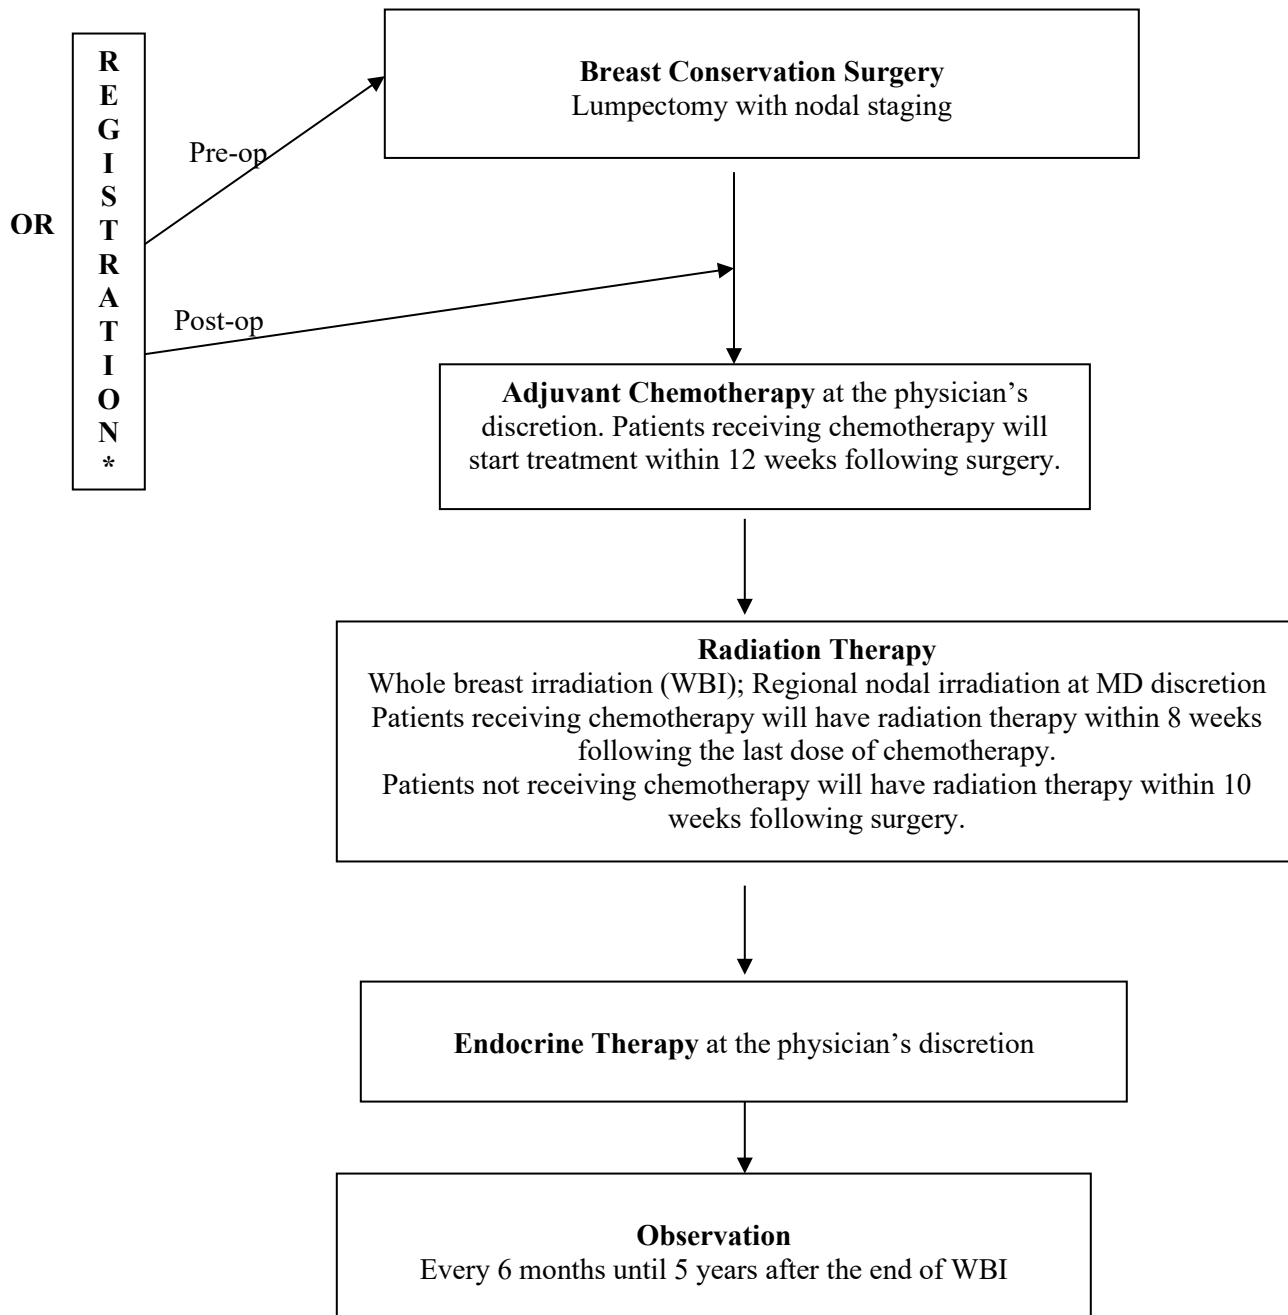 OR
R
E
G
I
S
T
R
A
T
I
O
N
*
Pre-op
Post-op
Breast Conservation Surgery
Lumpectomy with nodal staging
Adjuvant Chemotherapy at the physician’s
discretion. Patients receiving chemotherapy will
start treatment within 12 weeks following surgery.
Radiation Therapy
Whole breast irradiation (WBI); Regional nodal irradiation at MD discretion
Patients receiving chemotherapy will have radiation therapy within 8 weeks
following the last dose of chemotherapy.
Patients not receiving chemotherapy will have radiation therapy within 10
weeks following surgery.
Endocrine Therapy at the physician’s discretion
Observation
Every 6 months until 5 years after the end of WBI